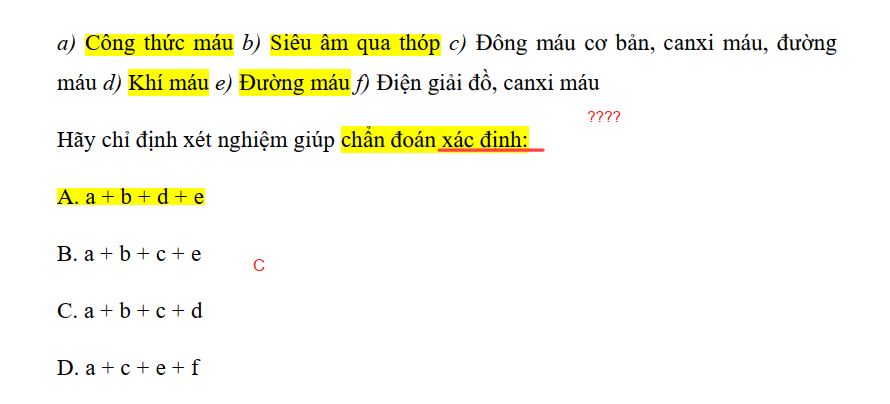 a) Công thức máu b) Siêu âm qua thóp c) Đông máu cơ bản, canxi máu, đường
máu d) Khí máu e) Đường máu f) Điện giải đồ, canxi máu
????
Hãy chỉ định xét nghiệm giúp chẩn đoán xác định:
A. a + b + d + e
B. a + b + c + e
C
C. a + b + c + d
D. a + c + e + f